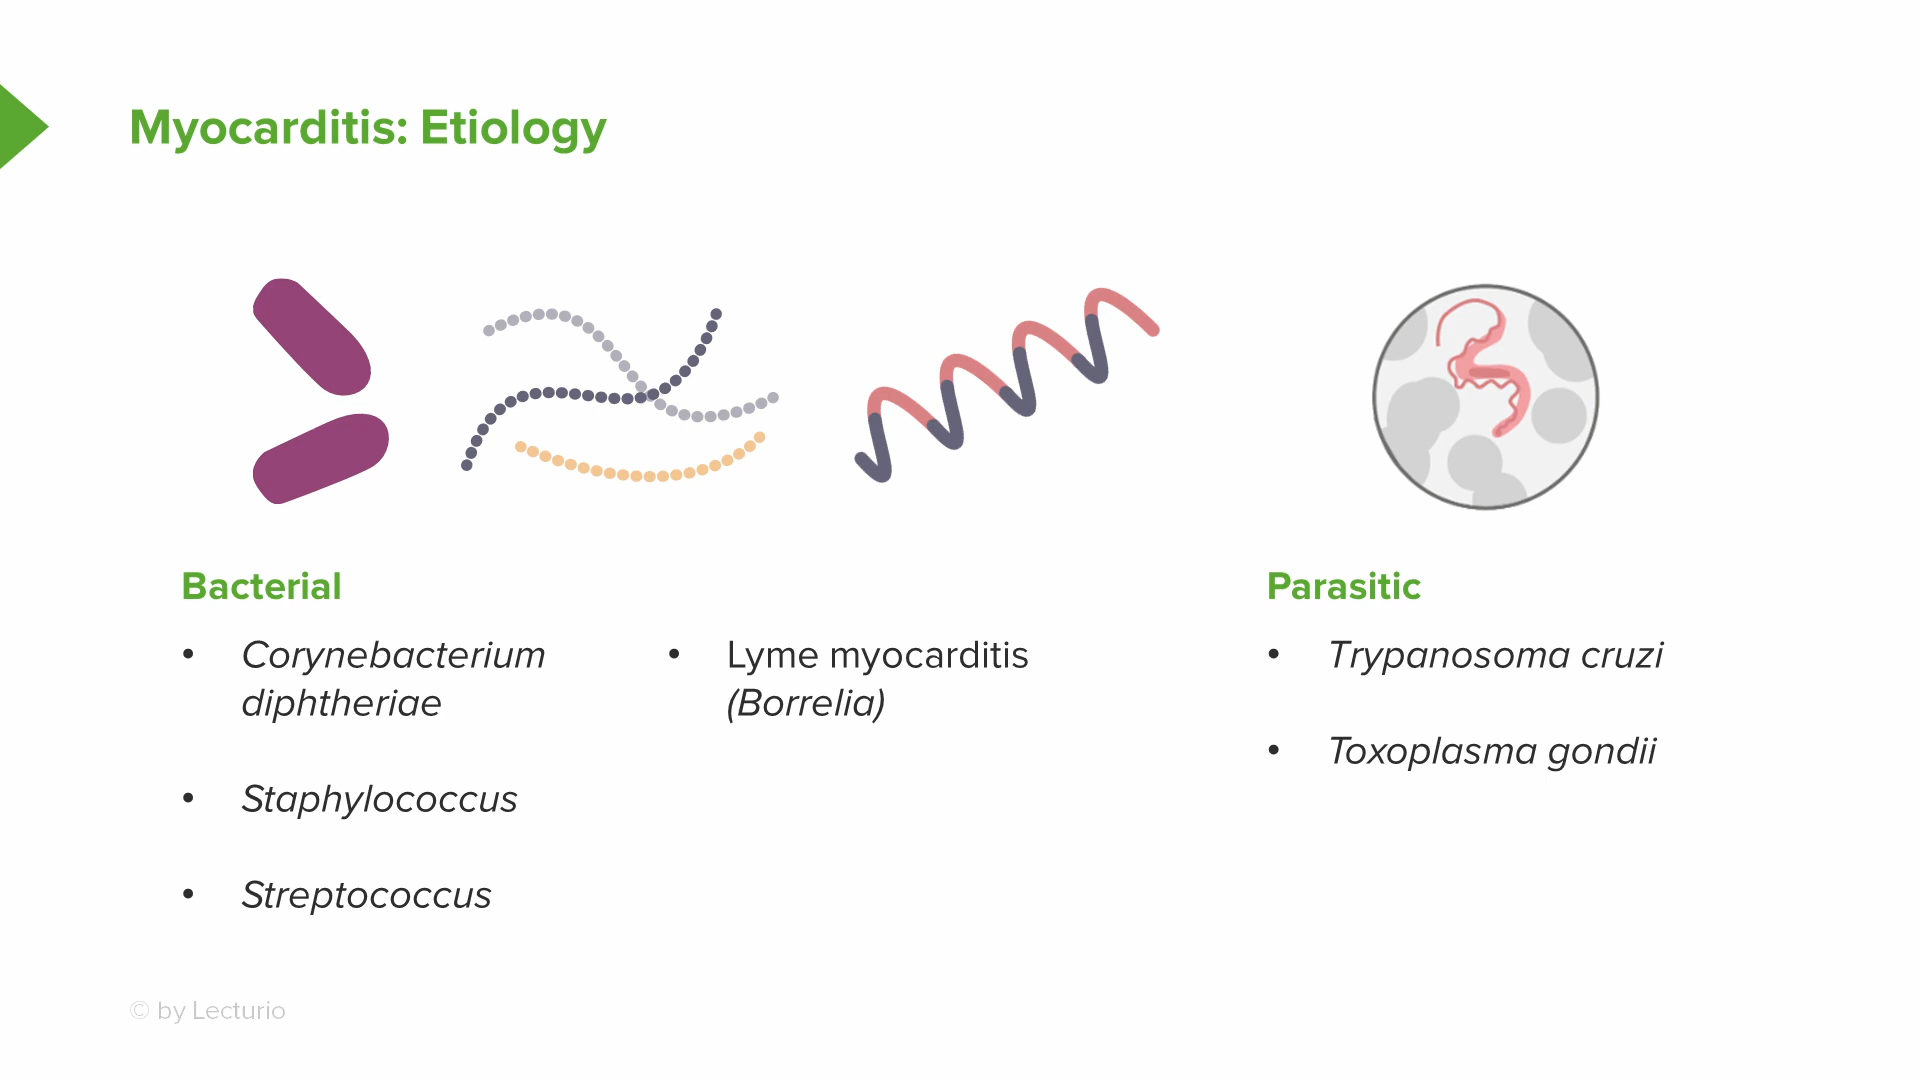 Myocarditis: Etiology
Bacterial
• Corynebacterium
diphtheriae
• Staphylococcus
• Streptococcus
• Lyme myocarditis
(Borrelia)
Parasitic
• Trypanosoma cruzi
• Toxoplasma gondii
© by Lecturio